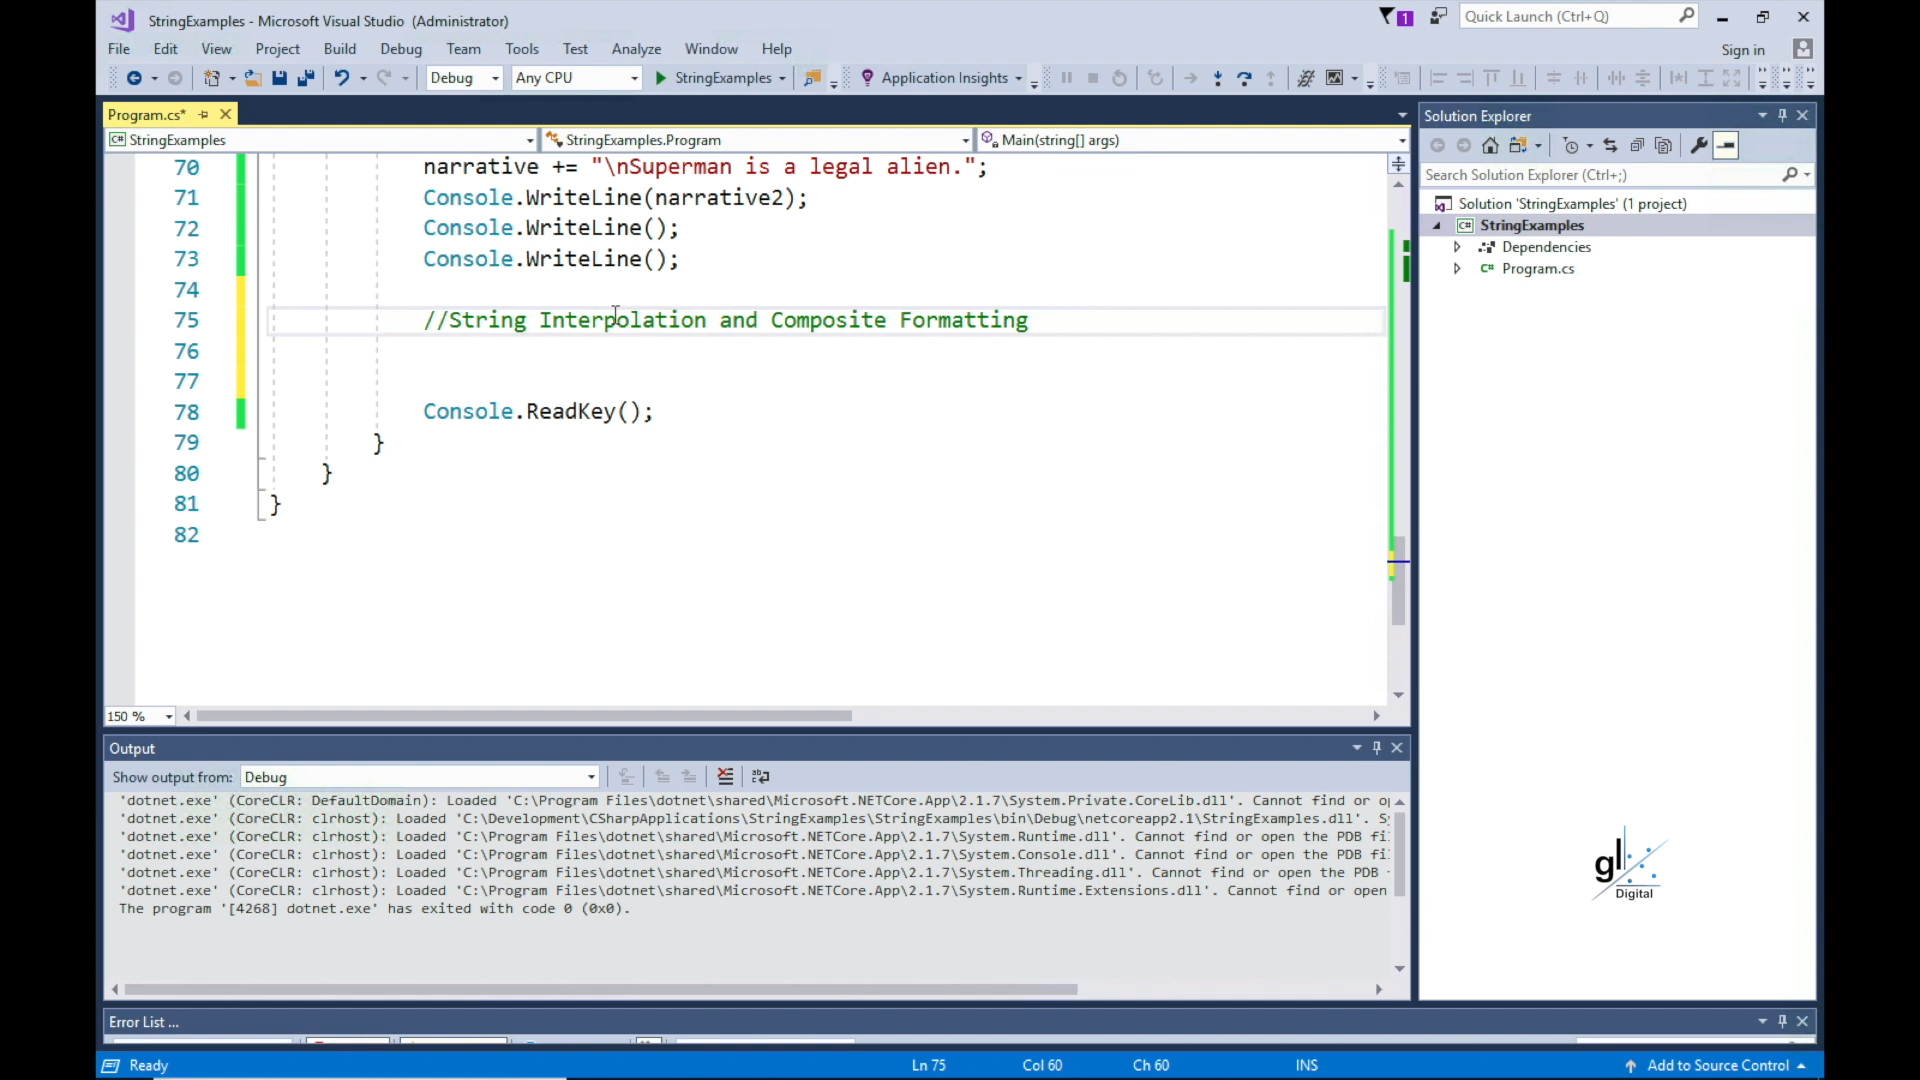 StringExamples - Microsoft Visual Studio (Administrator)
1
Quick Launch (Ctrl+Q)
File Edit View Project Build Debug Team Tools Test Analyze Window Help
Sign in
Debug Any CPU StringExamples Application Insights
Program.cs*
StringExamples StringExamples.Program Main(string[] args)
70 narrative += "\nSuperman is a legal alien.";
71 Console.WriteLine(narrative2);
72 Console.WriteLine();
73 Console.WriteLine();
74
75 //String Interpolation and Composite Formatting
76
77
78 Console.ReadKey();
79 }
80 }
81 }
82
150 %
Solution Explorer
Search Solution Explorer (Ctrl+;)
Solution 'StringExamples' (1 project)
C# StringExamples
Dependencies
C# Program.cs
Output
Show output from: Debug
'dotnet.exe' (CoreCLR: DefaultDomain): Loaded 'C:\Program Files\dotnet\shared\Microsoft.NETCore.App\2.1.7\System.Private.CoreLib.dll'. Cannot find or o
'dotnet.exe' (CoreCLR: clrhost): Loaded 'C:\Development\CSharpApplications\StringExamples\StringExamples\bin\Debug\netcoreapp2.1\StringExamples.dll'. S
'dotnet.exe' (CoreCLR: clrhost): Loaded 'C:\Program Files\dotnet\shared\Microsoft.NETCore.App\2.1.7\System.Runtime.dll'. Cannot find or open the PDB fi
'dotnet.exe' (CoreCLR: clrhost): Loaded 'C:\Program Files\dotnet\shared\Microsoft.NETCore.App\2.1.7\System.Console.dll'. Cannot find or open the PDB fi
'dotnet.exe' (CoreCLR: clrhost): Loaded 'C:\Program Files\dotnet\shared\Microsoft.NETCore.App\2.1.7\System.Threading.dll'. Cannot find or open the PDB
'dotnet.exe' (CoreCLR: clrhost): Loaded 'C:\Program Files\dotnet\shared\Microsoft.NETCore.App\2.1.7\System.Runtime.Extensions.dll'. Cannot find or open
The program '[4268] dotnet.exe' has exited with code 0 (0x0).
gl
Digital
Error List ...
Ready Ln 75 Col 60 Ch 60 INS Add to Source Control